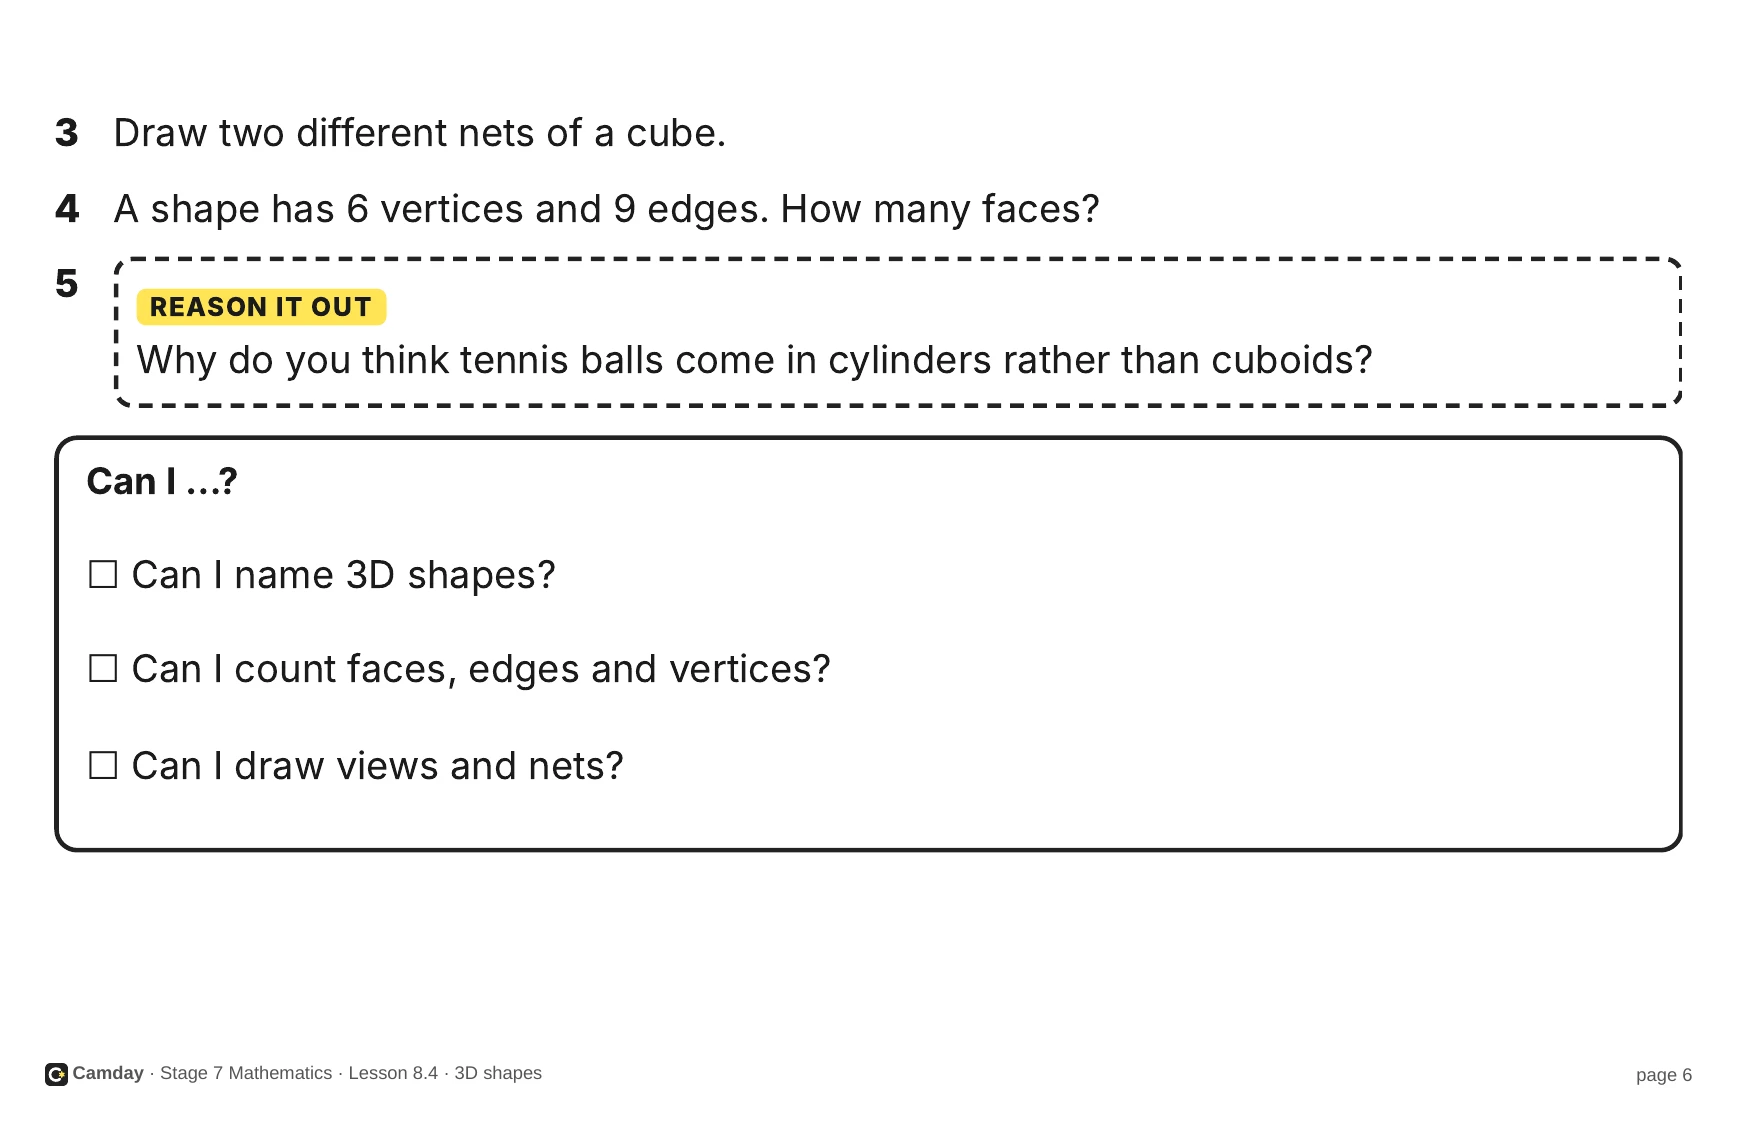 3 Draw two different nets of a cube.
4 A shape has 6 vertices and 9 edges. How many faces?
5
REASON IT OUT
Why do you think tennis balls come in cylinders rather than cuboids?
Can I …?
☐ Can I name 3D shapes?
☐ Can I count faces, edges and vertices?
☐ Can I draw views and nets?
Camday · Stage 7 Mathematics · Lesson 8.4 · 3D shapes
page 6